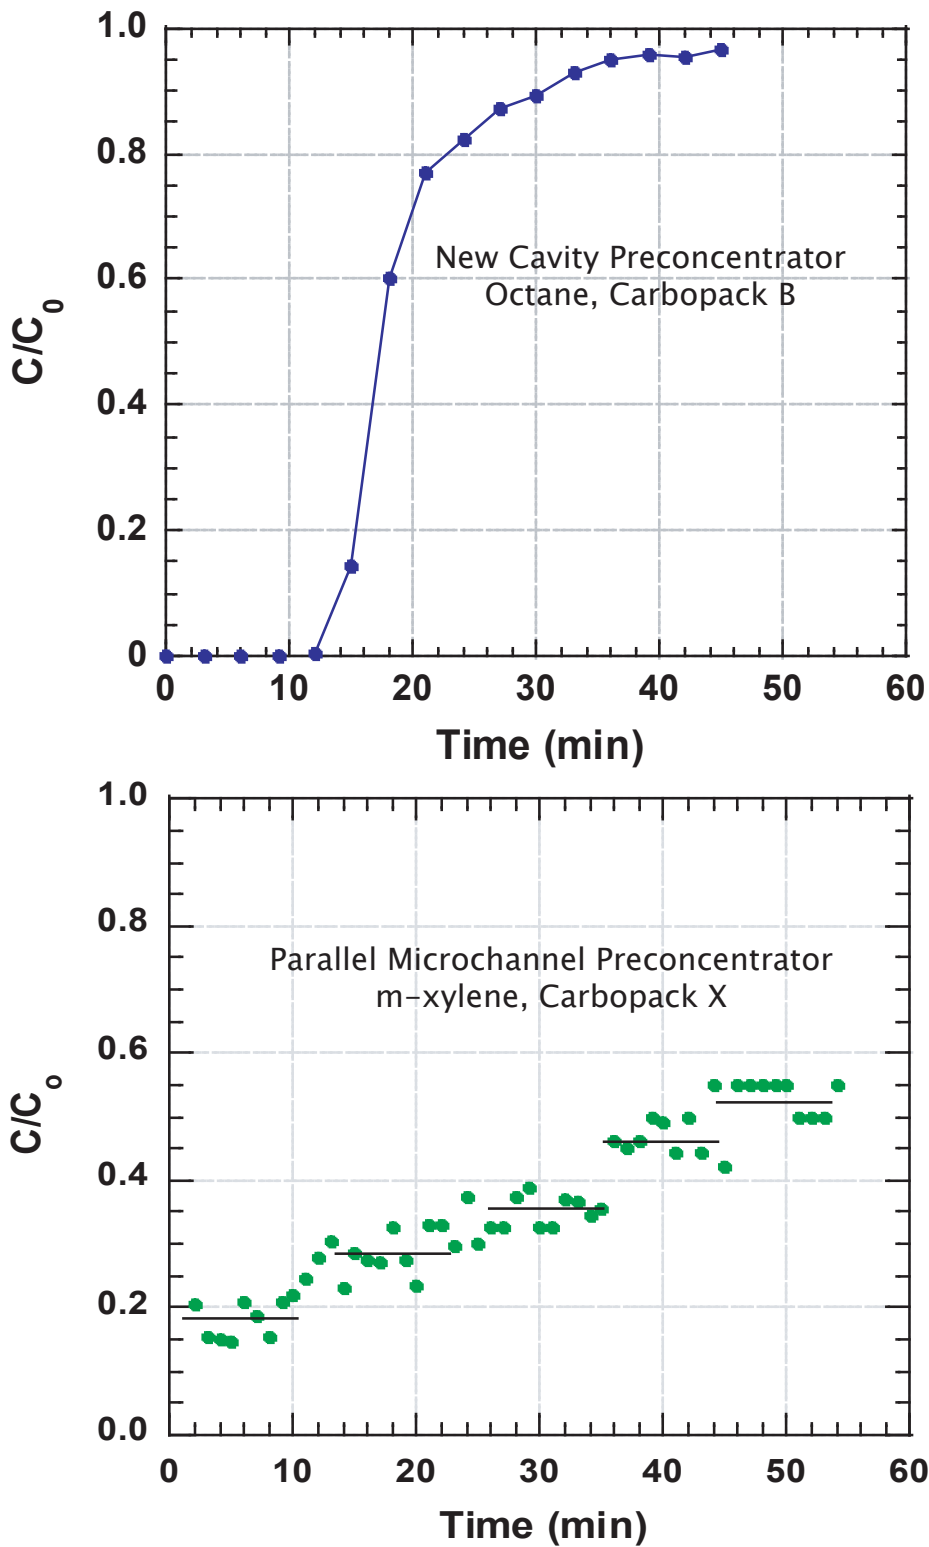 1.0
0.8
0.6
0.4
0.2
0
C/C0
New Cavity Preconcentrator
Octane, Carbopack B
0 10 20 30 40 50 60
Time (min)
1.0
0.8
0.6
0.4
0.2
0.0
C/Co
Parallel Microchannel Preconcentrator
m-xylene, Carbopack X
0 10 20 30 40 50 60
Time (min)